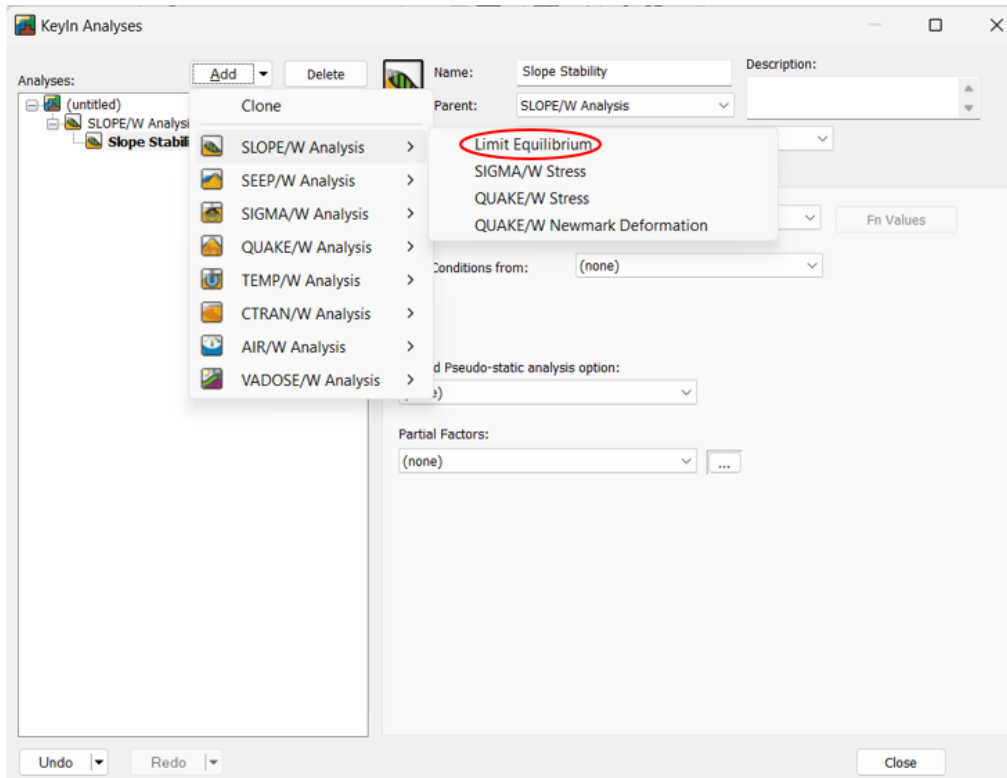 KeyIn Analyses
Analyses:
Add
Delete
Name:
Slope Stability
Description:
(untitled)
Clone
Parent:
SLOPE/W Analysis
SLOPE/W Analysi
Slope Stabil
SLOPE/W Analysis
Limit Equilibrium
SIGMA/W Stress
SEEP/W Analysis
QUAKE/W Stress
SIGMA/W Analysis
QUAKE/W Newmark Deformation
Fn Values
QUAKE/W Analysis
Conditions from:
(none)
TEMP/W Analysis
CTRAN/W Analysis
AIR/W Analysis
d Pseudo-static analysis option:
VADOSE/W Analysis
Partial Factors:
(none)
...
Undo
Redo
Close